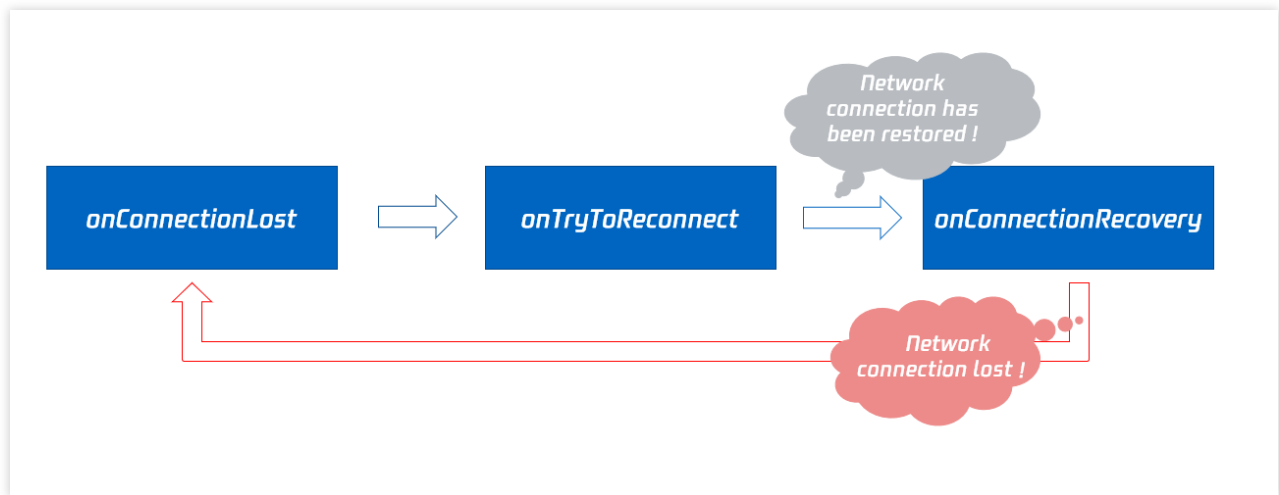 Network
connection has
been restored !
onConnectionLost
onTryToReconnect
onConnectionRecovery
Network
connection lost !